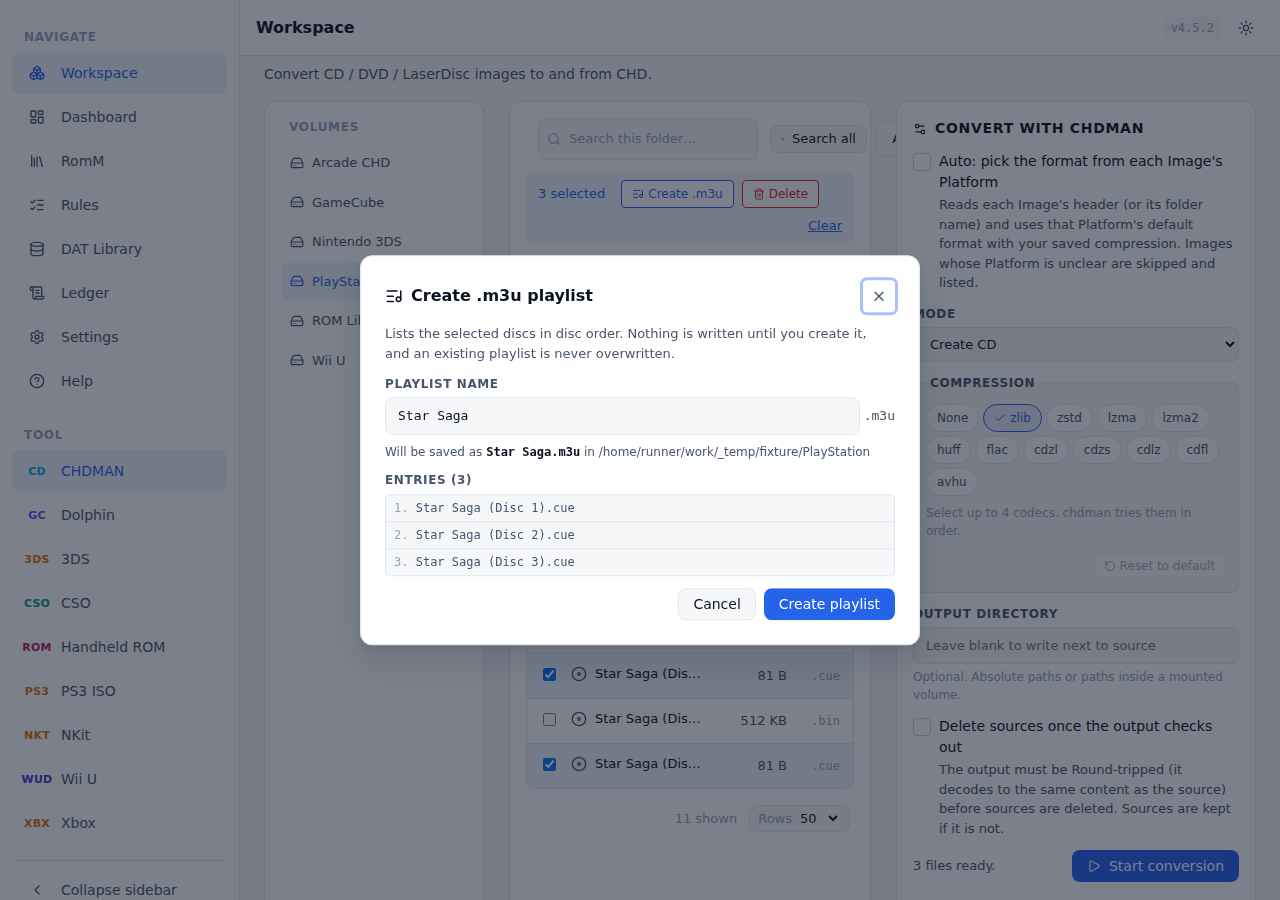 NAVIGATE
Workspace
Dashboard
RomM
Rules
DAT Library
Ledger
Settings
Help
TOOL
CD CHDMAN
GC Dolphin
3DS 3DS
CSO CSO
ROM Handheld ROM
PS3 PS3 ISO
NKT NKit
WUD Wii U
XBX Xbox
Collapse sidebar
Workspace
v4.5.2
Convert CD / DVD / LaserDisc images to and from CHD.
VOLUMES
Arcade CHD
GameCube
Nintendo 3DS
PlaySta
ROM Li
Wii U
Search this folder…
Search all
3 selected
Create .m3u
Delete
Clear
Create .m3u playlist
Lists the selected discs in disc order. Nothing is written until you create it,
and an existing playlist is never overwritten.
PLAYLIST NAME
Star Saga .m3u
Will be saved as Star Saga.m3u in /home/runner/work/_temp/fixture/PlayStation
ENTRIES (3)
1. Star Saga (Disc 1).cue
2. Star Saga (Disc 2).cue
3. Star Saga (Disc 3).cue
Cancel
Create playlist
Star Saga (Dis… 81 B .cue
Star Saga (Dis… 512 KB .bin
Star Saga (Dis… 81 B .cue
11 shown
Rows 50
CONVERT WITH CHDMAN
Auto: pick the format from each Image's
Platform
Reads each Image's header (or its folder
name) and uses that Platform's default
format with your saved compression. Images
whose Platform is unclear are skipped and
listed.
MODE
Create CD
COMPRESSION
None zlib zstd lzma lzma2
huff flac cdzl cdzs cdlz cdfl
avhu
Select up to 4 codecs. chdman tries them in
order.
Reset to default
OUTPUT DIRECTORY
Leave blank to write next to source
Optional. Absolute paths or paths inside a mounted
volume.
Delete sources once the output checks
out
The output must be Round-tripped (it
decodes to the same content as the source)
before sources are deleted. Sources are kept
if it is not.
3 files ready.
Start conversion